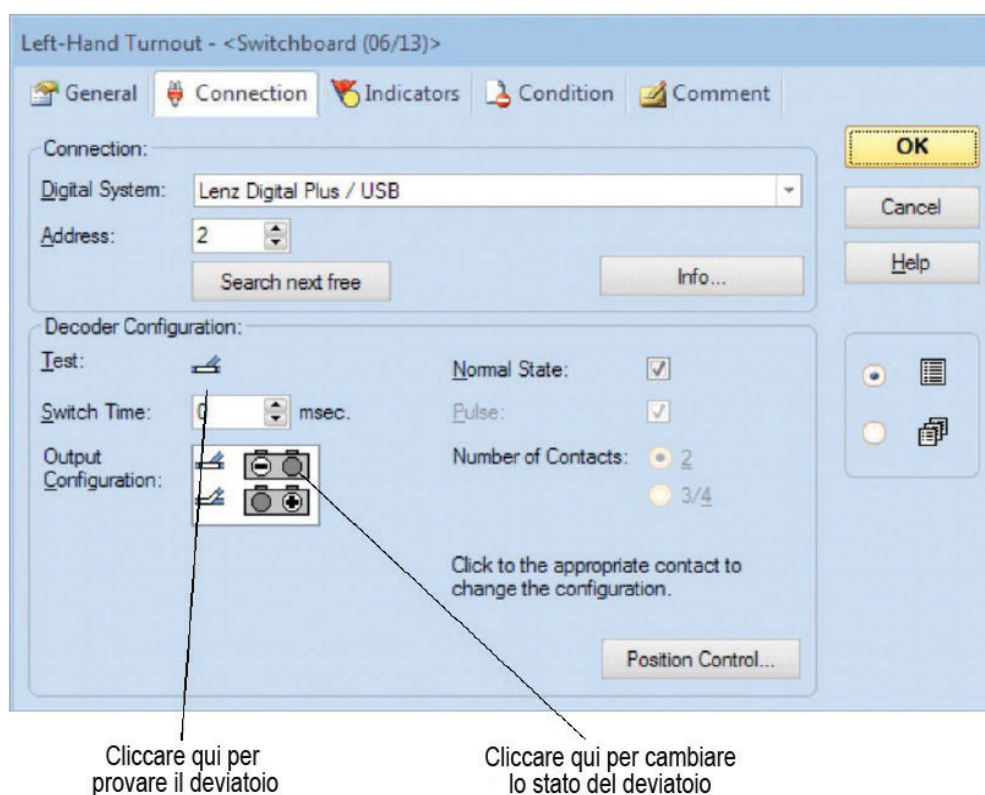 Left-Hand Turnout - <Switchboard (06/13)>
General Connection Indicators Condition Comment
Connection:
Digital System: Lenz Digital Plus / USB
Address: 2
Search next free Info...
OK
Cancel
Help
Decoder Configuration:
Test: Normal State:
Switch Time: 0 msec. Pulse:
Output Configuration: Number of Contacts: 2
3/4
Click to the appropriate contact to
change the configuration.
Position Control...
Cliccare qui per
provare il deviatoio
Cliccare qui per cambiare
lo stato del deviatoio